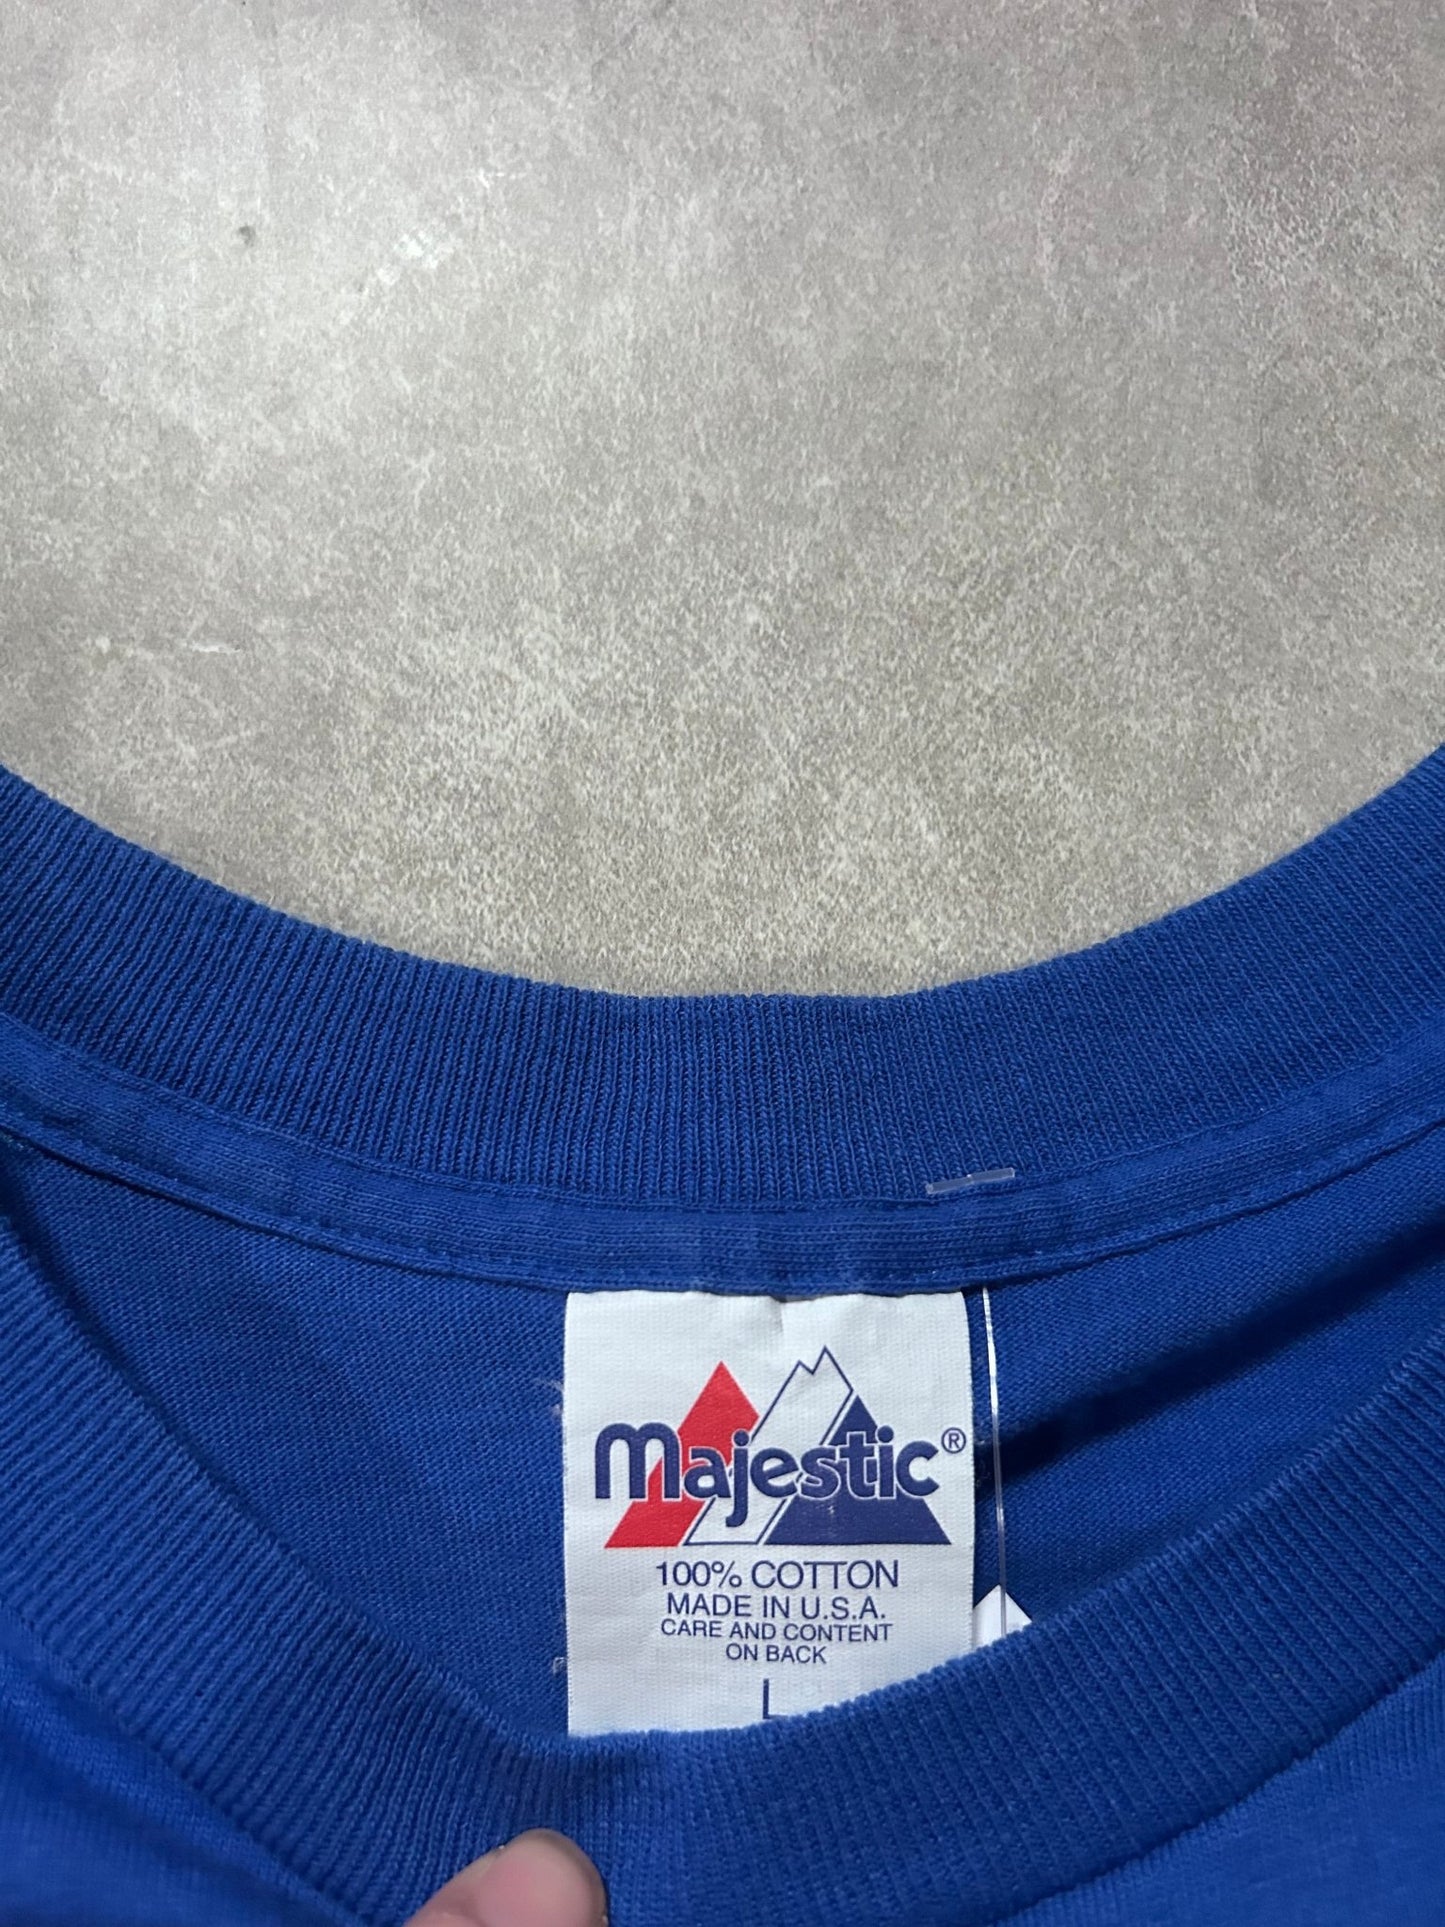 Majestic®
100% COTTON
MADE IN U.S.A.
CARE AND CONTENT
ON BACK
L